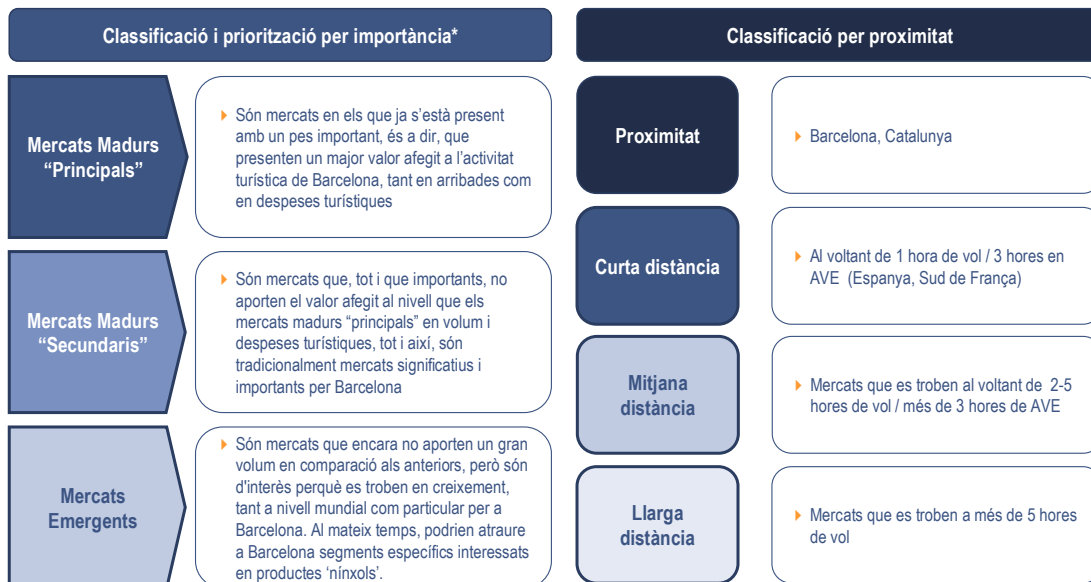 Classificació i priorització per importància*
Mercats Madurs
“Principals”
Són mercats en els que ja s’està present
amb un pes important, és a dir, que
presenten un major valor afegit a l’activitat
turística de Barcelona, tant en arribades com
en despeses turístiques
Mercats Madurs
“Secundaris”
Són mercats que, tot i que importants, no
aporten el valor afegit al nivell que els
mercats madurs “principals” en volum i
despeses turístiques, tot i així, són
tradicionalment mercats significatius i
importants per Barcelona
Mercats
Emergents
Són mercats que encara no aporten un gran
volum en comparació als anteriors, però són
d'interès perquè es troben en creixement,
tant a nivell mundial com particular per a
Barcelona. Al mateix temps, podrien atraure
a Barcelona segments específics interessats
en productes ‘nínxols’.
Classificació per proximitat
Proximitat
Barcelona, Catalunya
Curta distància
Al voltant de 1 hora de vol / 3 hores en
AVE (Espanya, Sud de França)
Mitjana
distància
Mercats que es troben al voltant de 2-5
hores de vol / més de 3 hores de AVE
Llarga
distància
Mercats que es troben a més de 5 hores
de vol